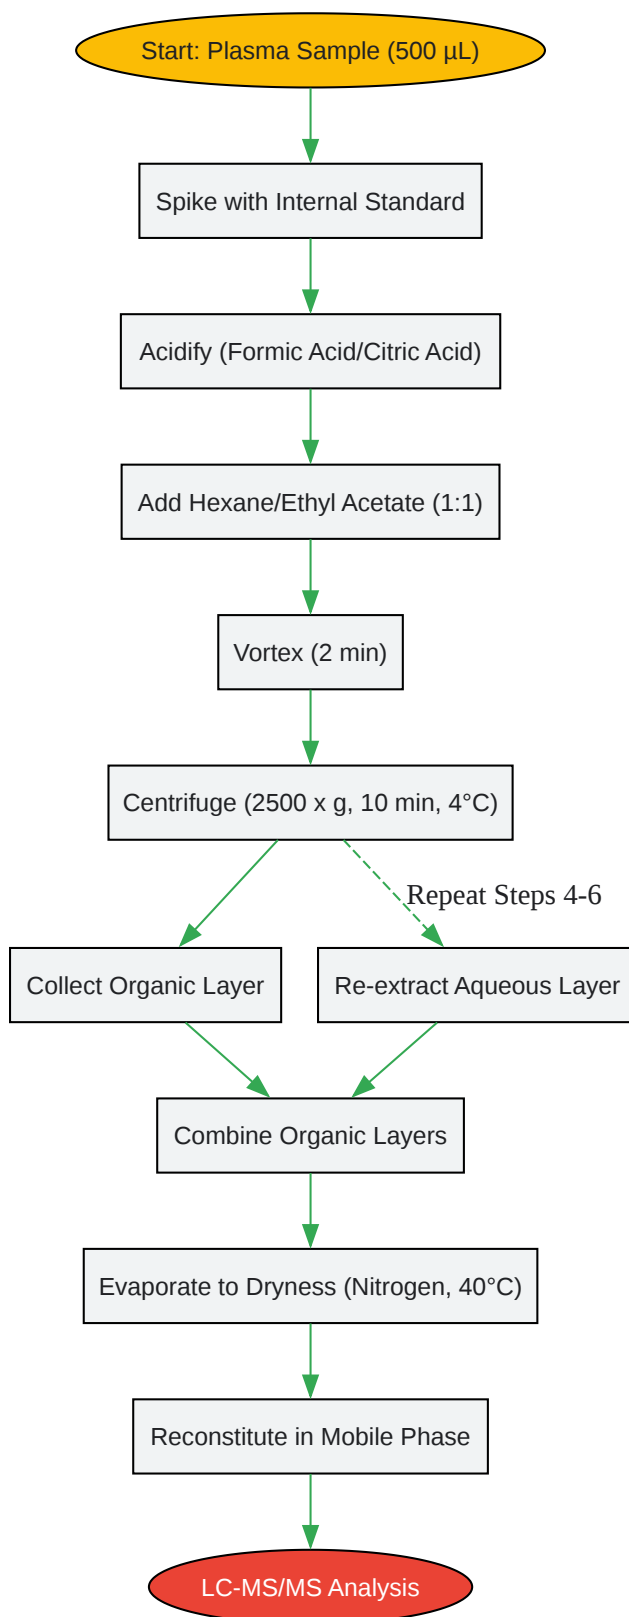 Start: Plasma Sample (500 µL)
Spike with Internal Standard
Acidify (Formic Acid/Citric Acid)
Add Hexane/Ethyl Acetate (1:1)
Vortex (2 min)
Centrifuge (2500 x g, 10 min, 4°C)
Repeat Steps 4-6
Collect Organic Layer
Re-extract Aqueous Layer
Combine Organic Layers
Evaporate to Dryness (Nitrogen, 40°C)
Reconstitute in Mobile Phase
LC-MS/MS Analysis